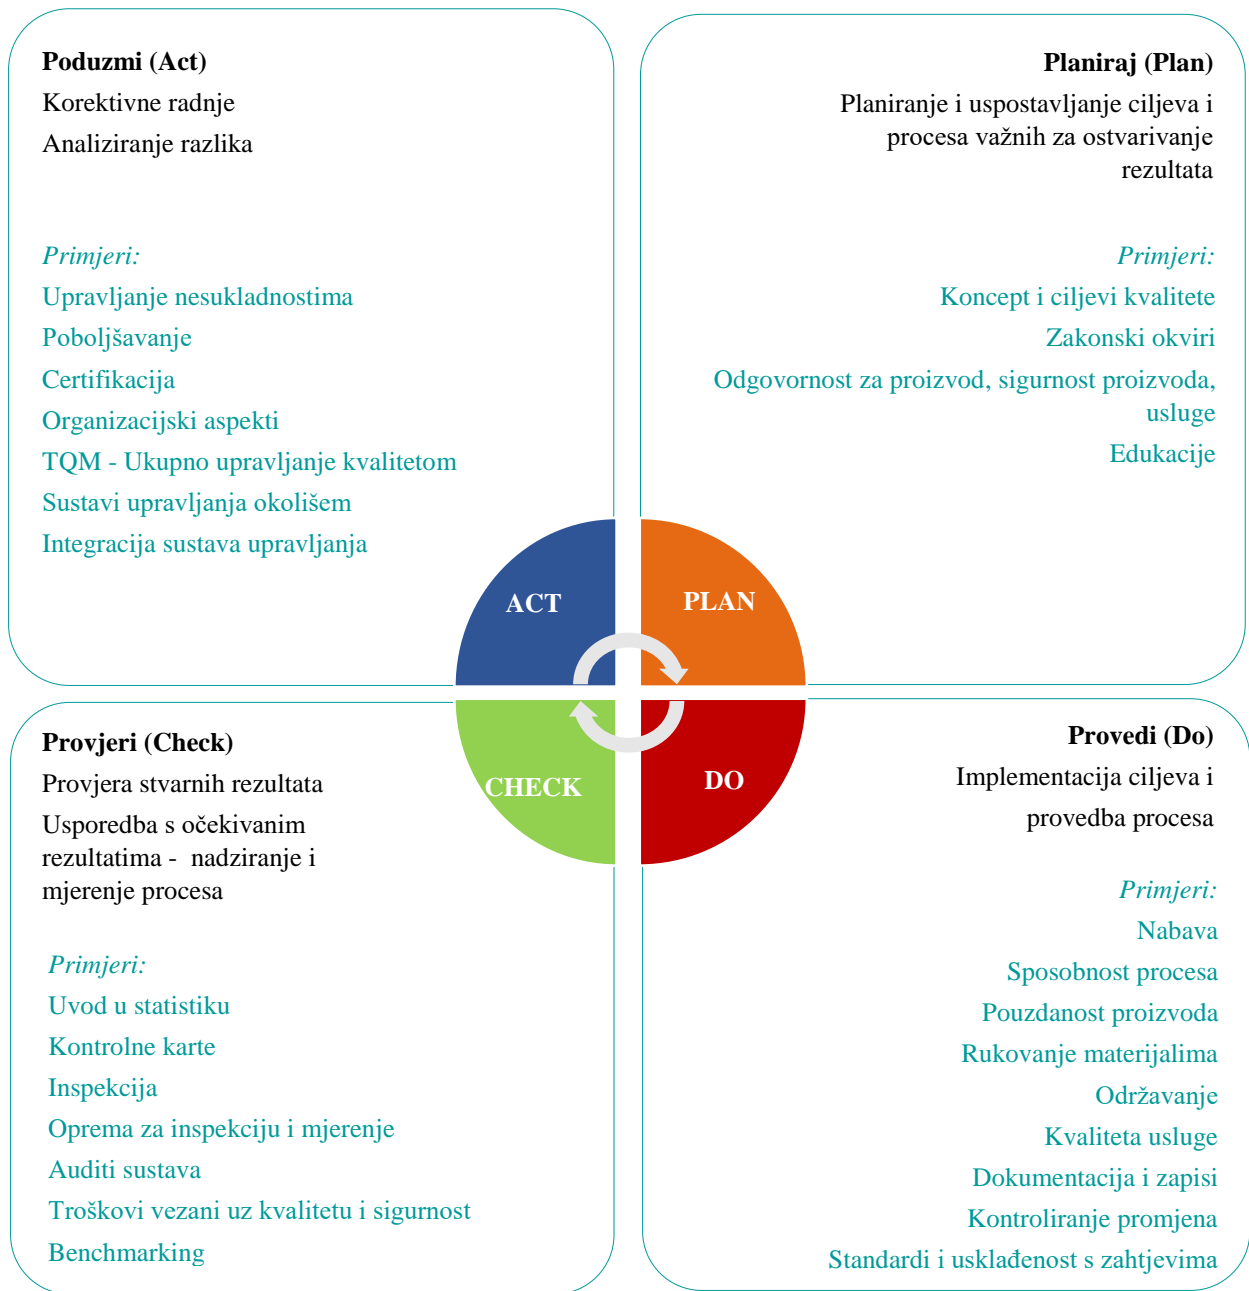 Poduzmi (Act)
Korektivne radnje
Analiziranje razlika
Primjeri:
Upravljanje nesukladnostima
Poboljšavanje
Certifikacija
Organizacijski aspekti
TQM - Ukupno upravljanje kvalitetom
Sustavi upravljanja okolišem
Integracija sustava upravljanja
Planiraj (Plan)
Planiranje i uspostavljanje ciljeva i
procesa važnih za ostvarivanje
rezultata
Primjeri:
Koncept i ciljevi kvalitete
Zakonski okviri
Odgovornost za proizvod, sigurnost proizvoda,
usluge
Edukacije
ACT
PLAN
CHECK
DO
Provjeri (Check)
Provjera stvarnih rezultata
Usporedba s očekivanim
rezultatima - nadziranje i
mjerenje procesa
Primjeri:
Uvod u statistiku
Kontrolne karte
Inspekcija
Oprema za inspekciju i mjerenje
Auditi sustava
Troškovi vezani uz kvalitetu i sigurnost
Benchmarking
Provedi (Do)
Implementacija ciljeva i
provedba procesa
Primjeri:
Nabava
Sposobnost procesa
Pouzdanost proizvoda
Rukovanje materijalima
Održavanje
Kvaliteta usluge
Dokumentacija i zapisi
Kontroliranje promjena
Standardi i usklađenost s zahtjevima